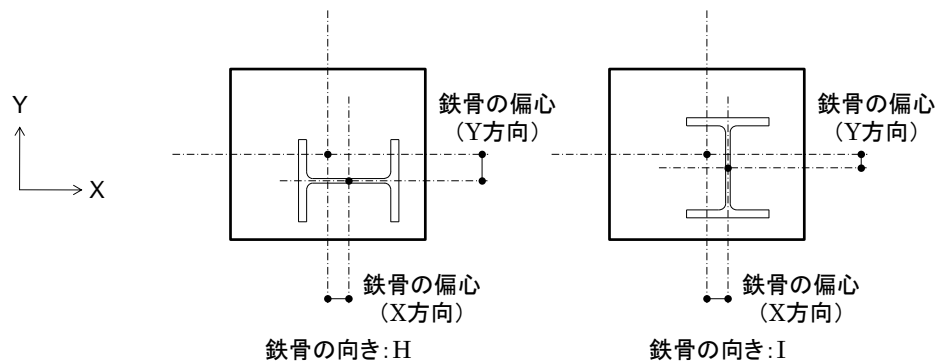 Y
X
鉄骨の偏心
（Y方向）
鉄骨の偏心
（X方向）
鉄骨の向き：H
鉄骨の偏心
（Y方向）
鉄骨の偏心
（X方向）
鉄骨の向き：I